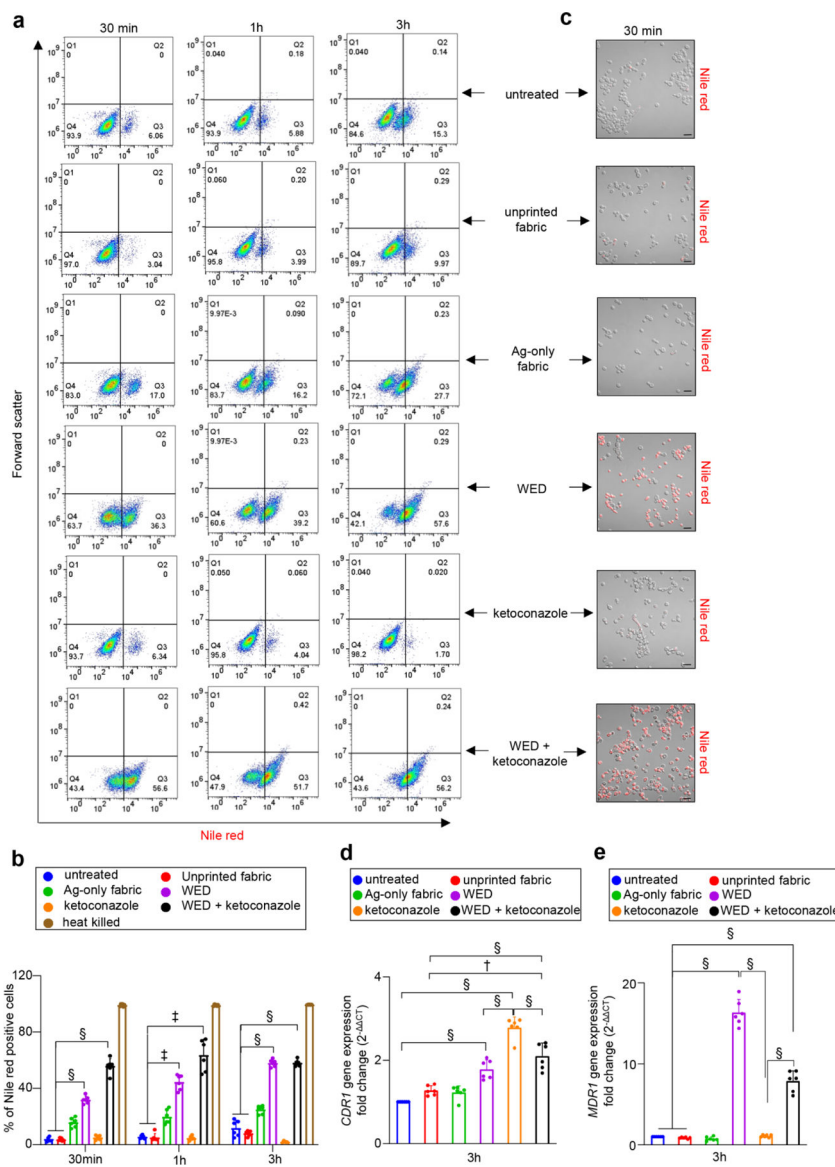 a
30 min
1h
3h
c
30 min
Q1
0
Q2
0
Q4
93.9
Q3
6.06
Q1
0.040
Q2
0.18
Q4
93.9
Q3
5.88
Q1
0.040
Q2
0.14
Q4
84.6
Q3
15.3
untreated
Nile red
Q1
0
Q2
0
Q4
97.0
Q3
3.04
Q1
0.060
Q2
0.20
Q4
95.8
Q3
3.99
Q1
0
Q2
0.29
Q4
89.7
Q3
9.97
unprinted
fabric
Nile red
Q1
0
Q2
0
Q4
83.0
Q3
17.0
Q1
9.97E-3
Q2
0.090
Q4
83.7
Q3
16.2
Q1
0
Q2
0.23
Q4
72.1
Q3
27.7
Ag-only
fabric
Nile red
Q1
0
Q2
0
Q4
63.7
Q3
36.3
Q1
9.97E-3
Q2
0.23
Q4
60.6
Q3
39.2
Q1
0
Q2
0.29
Q4
42.1
Q3
57.6
WED
Nile red
Q1
0
Q2
0
Q4
93.7
Q3
6.34
Q1
0.050
Q2
0.060
Q4
95.8
Q3
4.04
Q1
0.040
Q2
0.020
Q4
98.2
Q3
1.70
ketoconazole
Nile red
Q1
0
Q2
0
Q4
43.4
Q3
56.6
Q1
0
Q2
0.42
Q4
47.9
Q3
51.7
Q1
0
Q2
0.24
Q4
43.6
Q3
56.2
WED +
ketoconazole
Nile red
Forward scatter
Nile red
b
untreated
Unprinted fabric
Ag-only fabric
WED
ketoconazole
WED + ketoconazole
heat killed
% of Nile red positive cells
120
80
40
0
§
§
‡
‡
§
§
30min
1h
3h
d
untreated
unprinted fabric
Ag-only fabric
WED
ketoconazole
WED + ketoconazole
CDR1 gene expression
fold change (2-ΔΔCT)
4
2
0
§
†
§
§
§
§
3h
e
untreated
unprinted fabric
Ag-only fabric
WED
ketoconazole
WED + ketoconazole
MDR1 gene expression
fold change (2-ΔΔCT)
20
10
0
§
§
§
§
3h